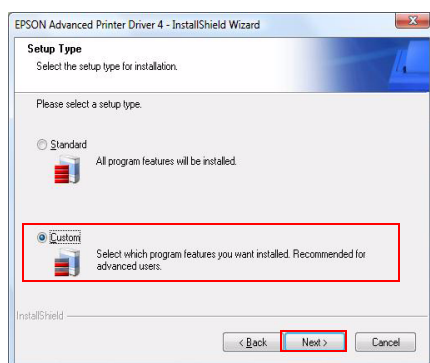 EPSON Advanced Printer Driver 4 - InstallShield Wizard
Setup Type
Select the setup type for installation.
Please select a setup type.
Standard
All program features will be installed.
Custom
Select which program features you want installed. Recommended for
advanced users.
InstallShield
< Back Next > Cancel